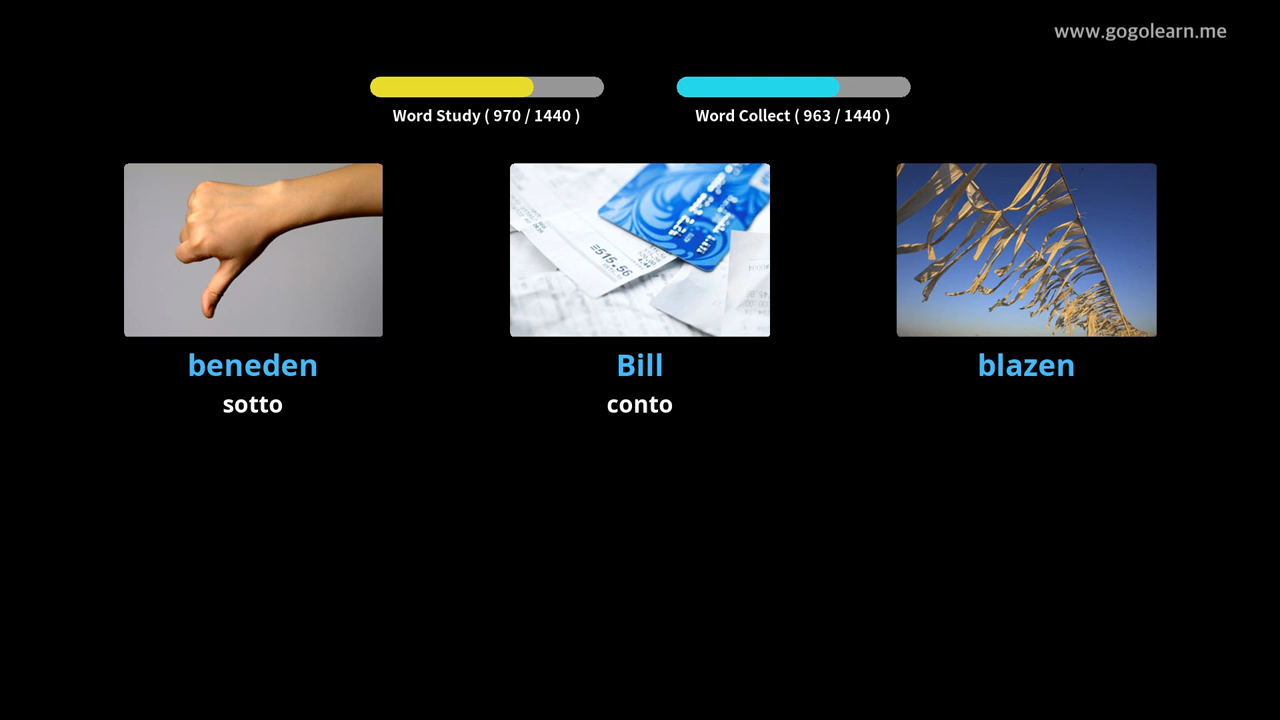 www.gogolearn.me
Word Study ( 970 / 1440 )
Word Collect ( 963 / 1440 )
beneden
Bill
blazen
sotto
conto